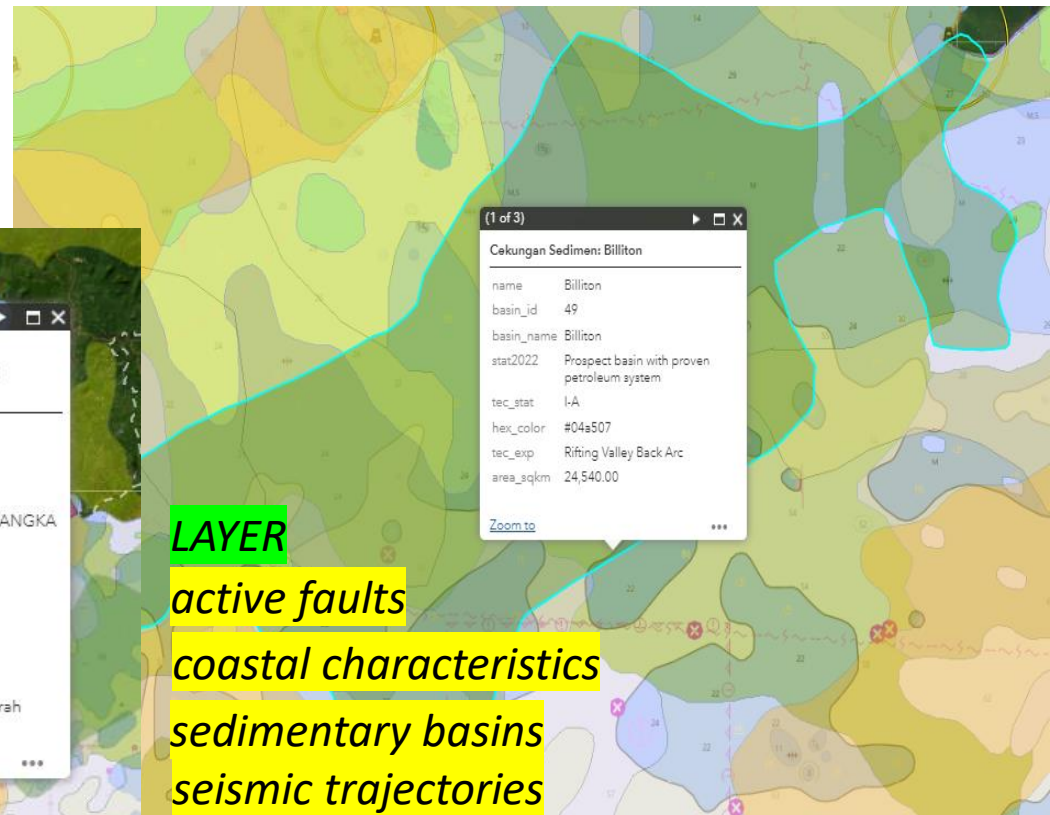 (1 of 3)
Cekungan Sedimen: Billiton
name Billiton
basin_id 49
basin_name Billiton
stat2022 Prospect basin with proven
petroleum system
tec_stat I-A
hex_color #04a507
tec_exp Rifting Valley Back Arc
area_sqkm 24,540.00
Zoom to
ANGKA
rah
LAYER
active faults
coastal characteristics
sedimentary basins
seismic trajectories